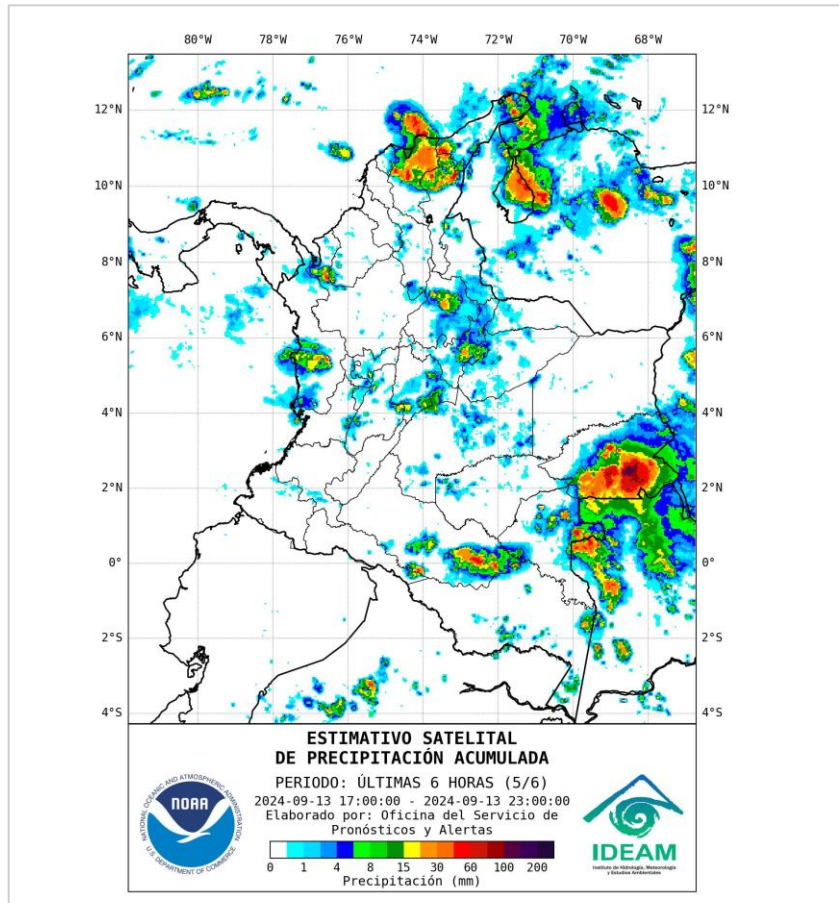 80°W 78°W 76°W 74°W 72°W 70°W 68°W
12°N 12°N
10°N 10°N
8°N 8°N
6°N 6°N
4°N 4°N
2°N 2°N
0° 0°
2°S 2°S
4°S 4°S
ESTIMATIVO SATELITAL
DE PRECIPITACIÓN ACUMULADA
PERIODO: ÚLTIMAS 6 HORAS (5/6)
2024-09-13 17:00:00 - 2024-09-13 23:00:00
Elaborado por: Oficina del Servicio de
Pronósticos y Alertas
0 1 4 8 15 30 60 100 200
Precipitación (mm)
NATIONAL OCEANIC AND ATMOSPHERIC ADMINISTRATION
NOAA
U.S. DEPARTMENT OF COMMERCE
IDEAM
Instituto de Hidrología, Meteorología
y Estudios Ambientales